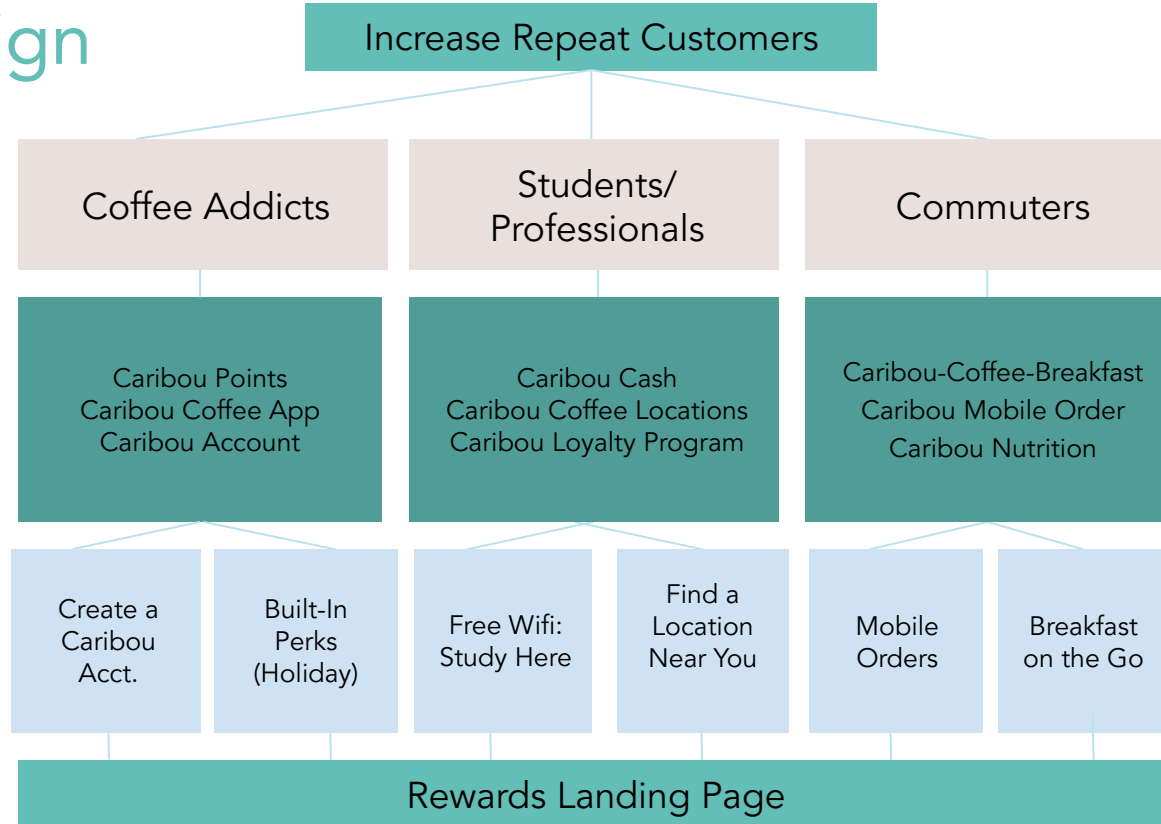 ign
Increase Repeat Customers
Coffee Addicts
Students/
Professionals
Commuters
Caribou Points
Caribou Coffee App
Caribou Account
Caribou Cash
Caribou Coffee Locations
Caribou Loyalty Program
Caribou-Coffee-Breakfast
Caribou Mobile Order
Caribou Nutrition
Create a
Caribou
Acct.
Built-In
Perks
(Holiday)
Free Wifi:
Study Here
Find a
Location
Near You
Mobile
Orders
Breakfast
on the Go
Rewards Landing Page